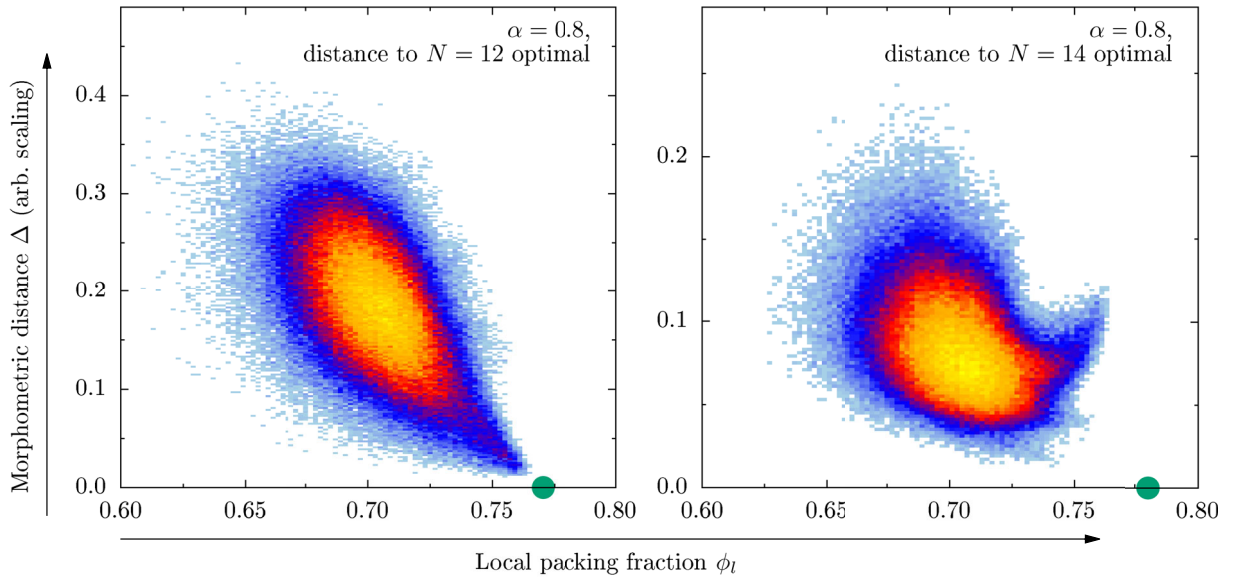 α = 0.8,
distance to N = 12 optimal
α = 0.8,
distance to N = 14 optimal
Morphometric distance Δ (arb. scaling)
0.4
0.3
0.2
0.1
0.0
0.60 0.65 0.70 0.75 0.80
0.2
0.1
0.0
0.60 0.65 0.70 0.75 0.80
Local packing fraction ϕₗ